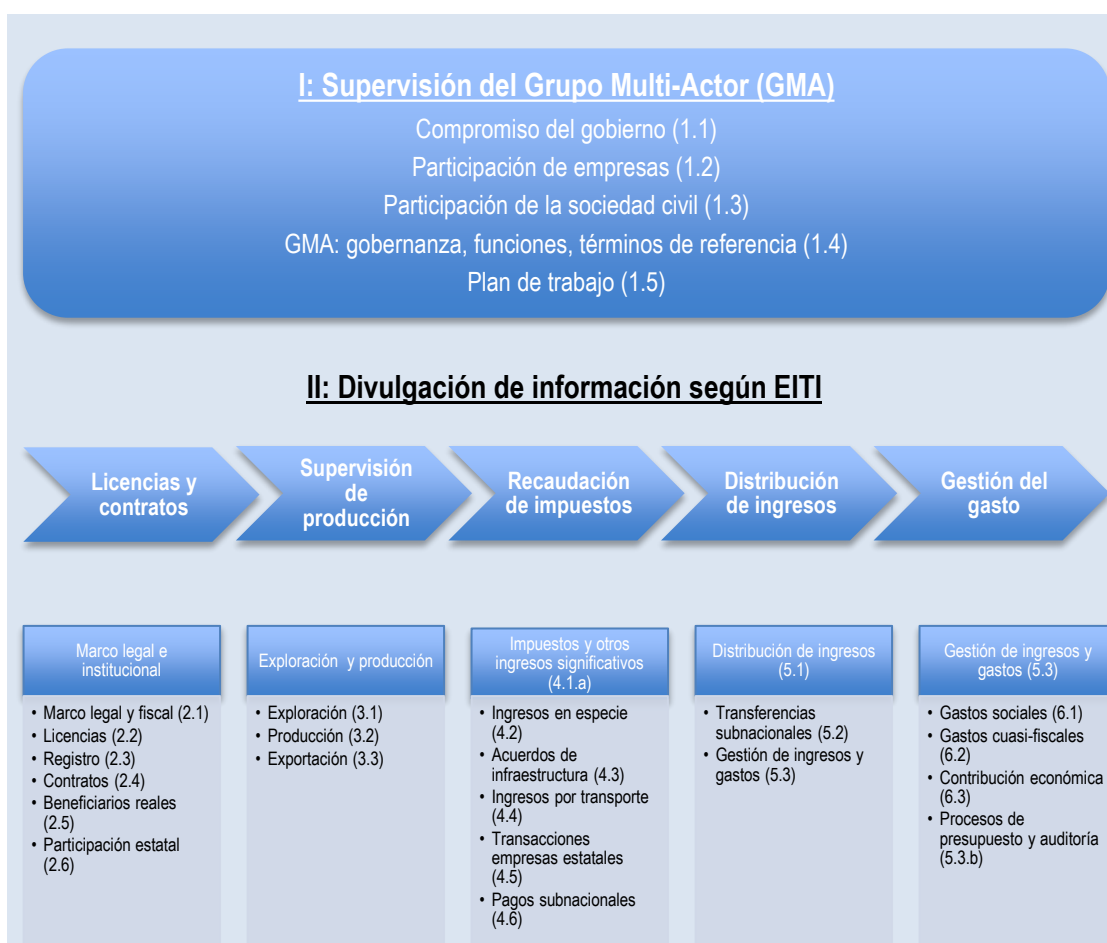 I: Supervisión del Grupo Multi-Actor (GMA)
Compromiso del gobierno (1.1)
Participación de empresas (1.2)
Participación de la sociedad civil (1.3)
GMA: gobernanza, funciones, términos de referencia (1.4)
Plan de trabajo (1.5)
II: Divulgación de información según EITI
Licencias y
contratos
Supervisión
de
producción
Recaudación
de impuestos
Distribución
de ingresos
Gestión del
gasto
Marco legal e
institucional
• Marco legal y fiscal (2.1)
• Licencias (2.2)
• Registro (2.3)
• Contratos (2.4)
• Beneficiarios reales
(2.5)
• Participación estatal
(2.6)
Exploración y producción
• Exploración (3.1)
• Producción (3.2)
• Exportación (3.3)
Impuestos y otros
ingresos significativos
(4.1.a)
• Ingresos en especie
(4.2)
• Acuerdos de
infraestructura (4.3)
• Ingresos por transporte
(4.4)
• Transacciones
empresas estatales
(4.5)
• Pagos subnacionales
(4.6)
Distribución de ingresos
(5.1)
• Transferencias
subnacionales (5.2)
• Gestión de ingresos y
gastos (5.3)
Gestión de ingresos y
gastos (5.3)
• Gastos sociales (6.1)
• Gastos cuasi-fiscales
(6.2)
• Contribución económica
(6.3)
• Procesos de
presupuesto y auditoría
(5.3.b)